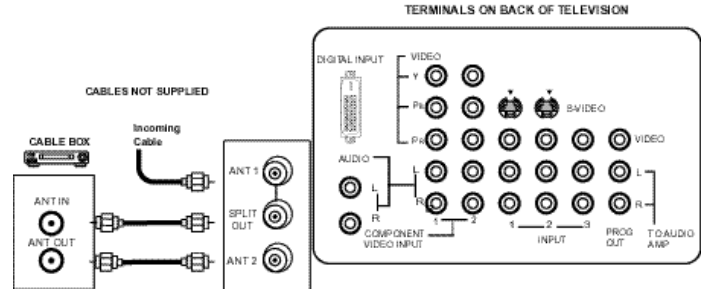 TERMINALS ON BACK OF TELEVISION
CABLES NOT SUPPLIED
CABLE BOX
Incoming
Cable
ANT IN
ANT OUT
ANT 1
SPLIT
OUT
ANT 2
DIGITAL INPUT
VIDEO
Y
PB
PR
S-VIDEO
VIDEO
AUDIO
L
R
L
R
L
R
1 2
COMPONENT
VIDEO INPUT
1 2 3
INPUT
PROG
OUT
TO AUDIO
AMP